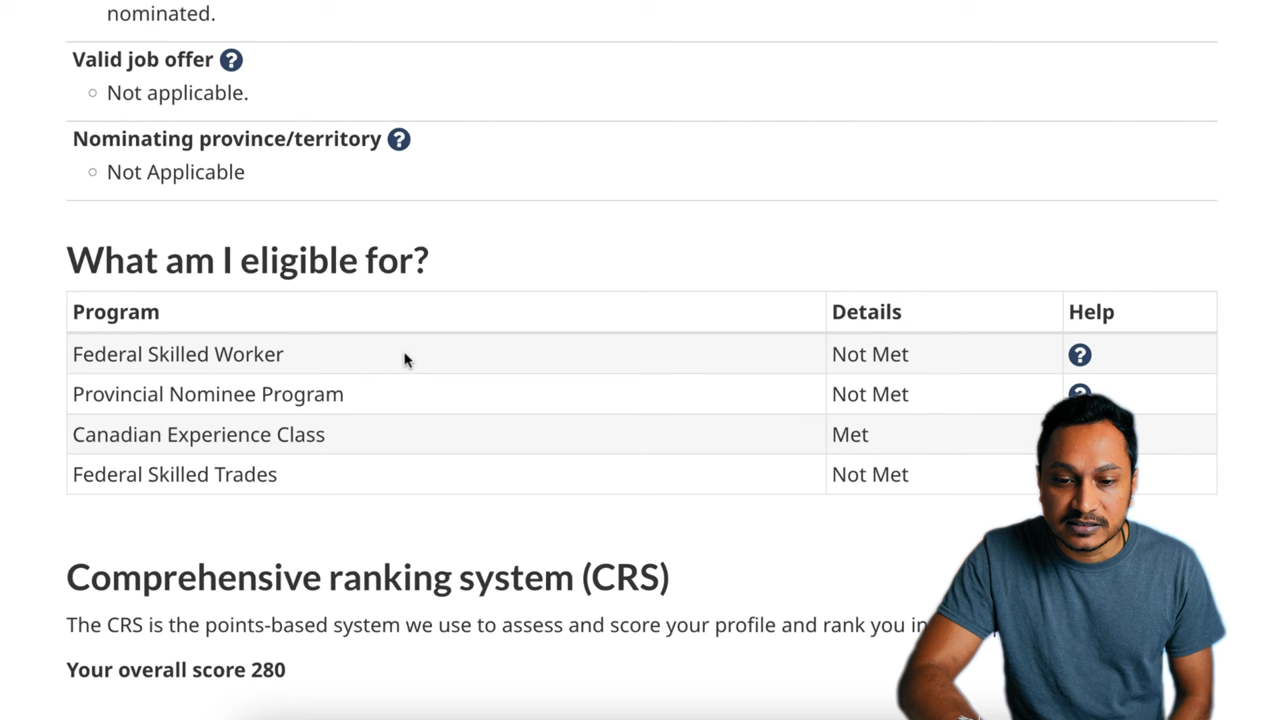 nominated.
Valid job offer ?
Not applicable.
Nominating province/territory ?
Not Applicable
What am I eligible for?
Program Details Help
Federal Skilled Worker Not Met ?
Provincial Nominee Program Not Met ?
Canadian Experience Class Met
Federal Skilled Trades Not Met
Comprehensive ranking system (CRS)
The CRS is the points-based system we use to assess and score your profile and rank you in
Your overall score 280